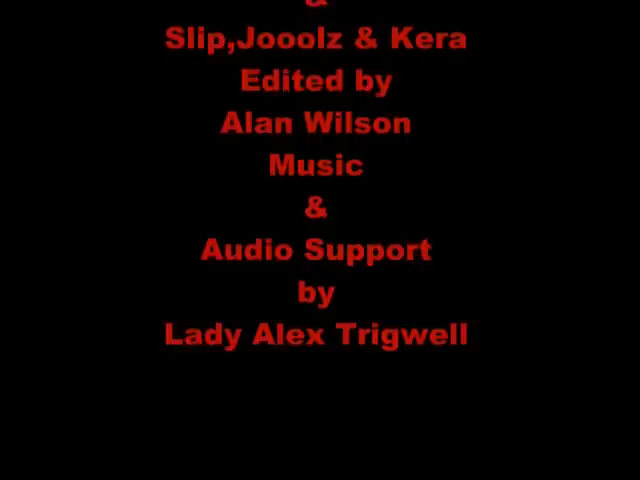 &
Slip,Jooolz & Kera
Edited by
Alan Wilson
Music
&
Audio Support
by
Lady Alex Trigwell